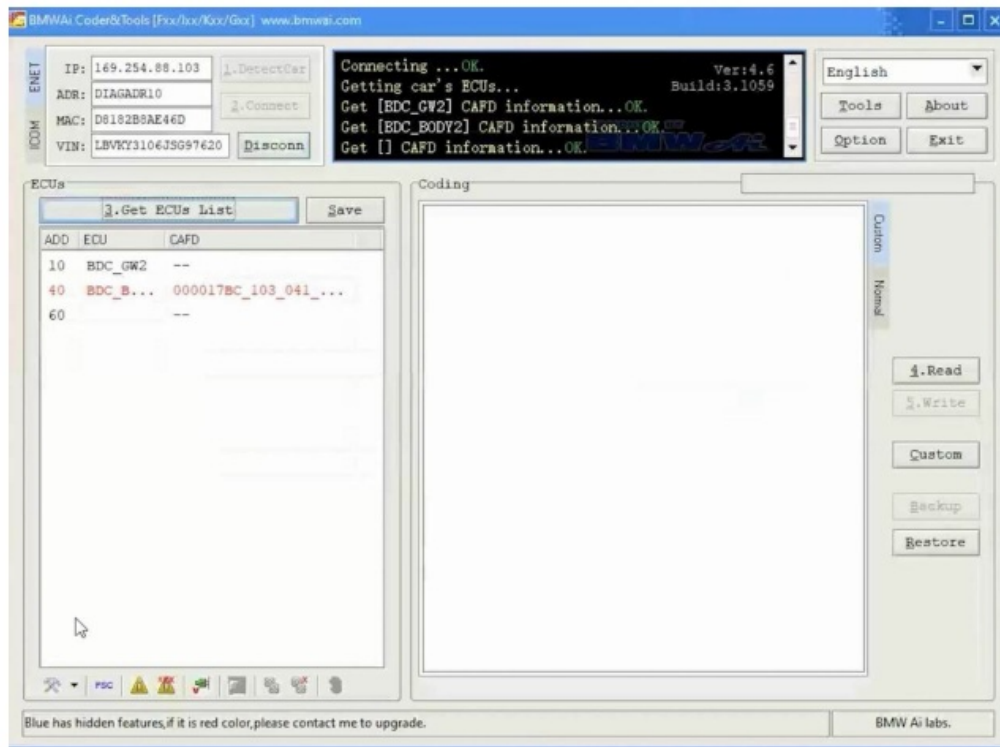 BMWAi Coder&Tools [Fxx/Ixx/Kxx/Gxx] www.bmwai.com
ENET
ICOM
IP: 169.254.88.103 1.DetectCar
ADR: DIAGADR10
MAC: D8182B8AE46D 2.Connect
VIN: LBVKY3106JSG97620 Disconn
Connecting ...OK. Ver:4.6
Getting car's ECUs... Build:3.1059
Get [BDC_GW2] CAFD information...OK.
Get [BDC_BODY2] CAFD information...OK.
Get [] CAFD information...OK.
BMW Ai
English
Tools About
Option Exit
ECUs
3.Get ECUs List Save
ADD ECU CAFD
10 BDC_GW2 --
40 BDC_B... 000017BC_103_041_...
60 --
FSC
Coding
Custom
Normal
4.Read
5.Write
Custom
Backup
Restore
Blue has hidden features,if it is red color,please contact me to upgrade. BMW Ai labs.